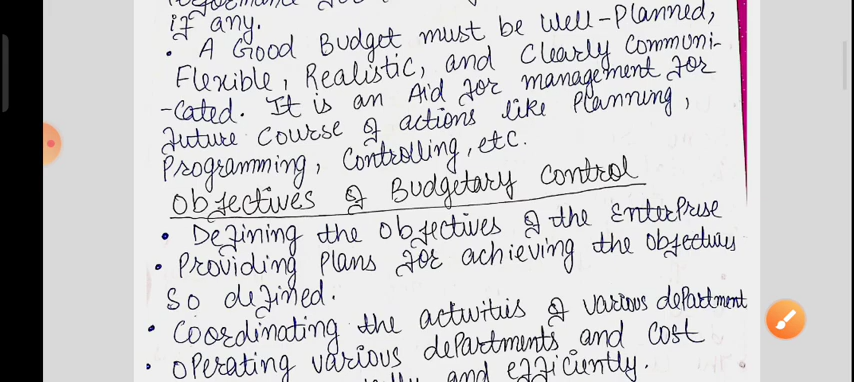 if any.
• A Good Budget must be Well-Planned,
Flexible, Realistic, and Clearly Communi-
-cated. It is an Aid for management for
future course of actions like Planning,
Programming, Controlling, etc.
Objectives of Budgetary Control
• Defining the objectives of the Enterprise
• Providing Plans for achieving the objectives
so defined.
• Coordinating the activities of various department
• Operating various departments and cost
and efficiently.